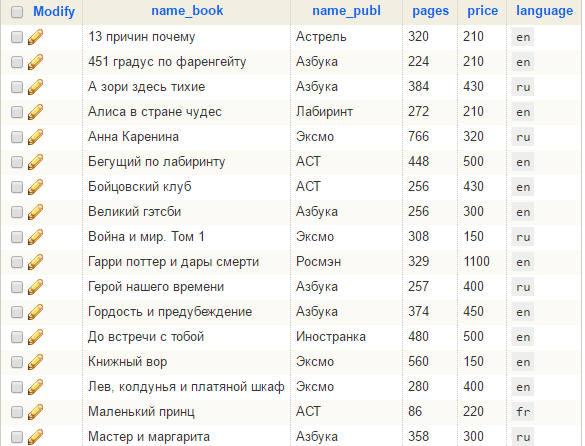 Modify name_book name_publ pages price language
13 причин почему Астрель 320 210 en
451 градус по фаренгейту Азбука 224 210 en
А зори здесь тихие Азбука 384 430 ru
Алиса в стране чудес Лабиринт 272 210 en
Анна Каренина Эксмо 766 320 ru
Бегущий по лабиринту АСТ 448 500 en
Бойцовский клуб АСТ 256 430 en
Великий гэтсби Азбука 256 300 en
Война и мир. Том 1 Эксмо 308 150 ru
Гарри поттер и дары смерти Росмэн 329 1100 en
Герой нашего времени Азбука 257 400 ru
Гордость и предубеждение Азбука 374 450 en
До встречи с тобой Иностранка 480 500 en
Книжный вор Эксмо 560 150 en
Лев, колдунья и платяной шкаф Эксмо 280 400 en
Маленький принц АСТ 86 220 fr
Мастер и маргарита Азбука 358 300 ru